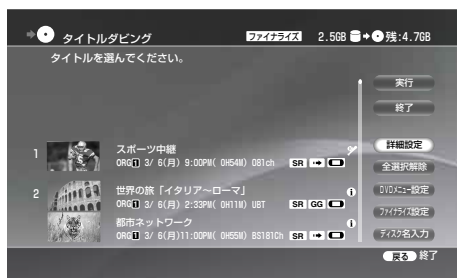 タイトルダビング ファイナライズ 2.5GB 残:4.7GB
タイトルを選んでください。
実行
終了
詳細設定
全選択解除
DVDメニュー設定
ファイナライズ設定
ディスク名入力
1 スポーツ中継
ORG1 3/ 6(月) 9:00PM( 0H54M) 081ch SR
2 世界の旅「イタリア~ローマ」
ORG1 3/ 6(月) 2:33PM( 0H11M) UBT SR GG
都市ネットワーク
ORG1 3/ 6(月)11:00PM( 0H55M) BS181Ch SR
戻る 終了